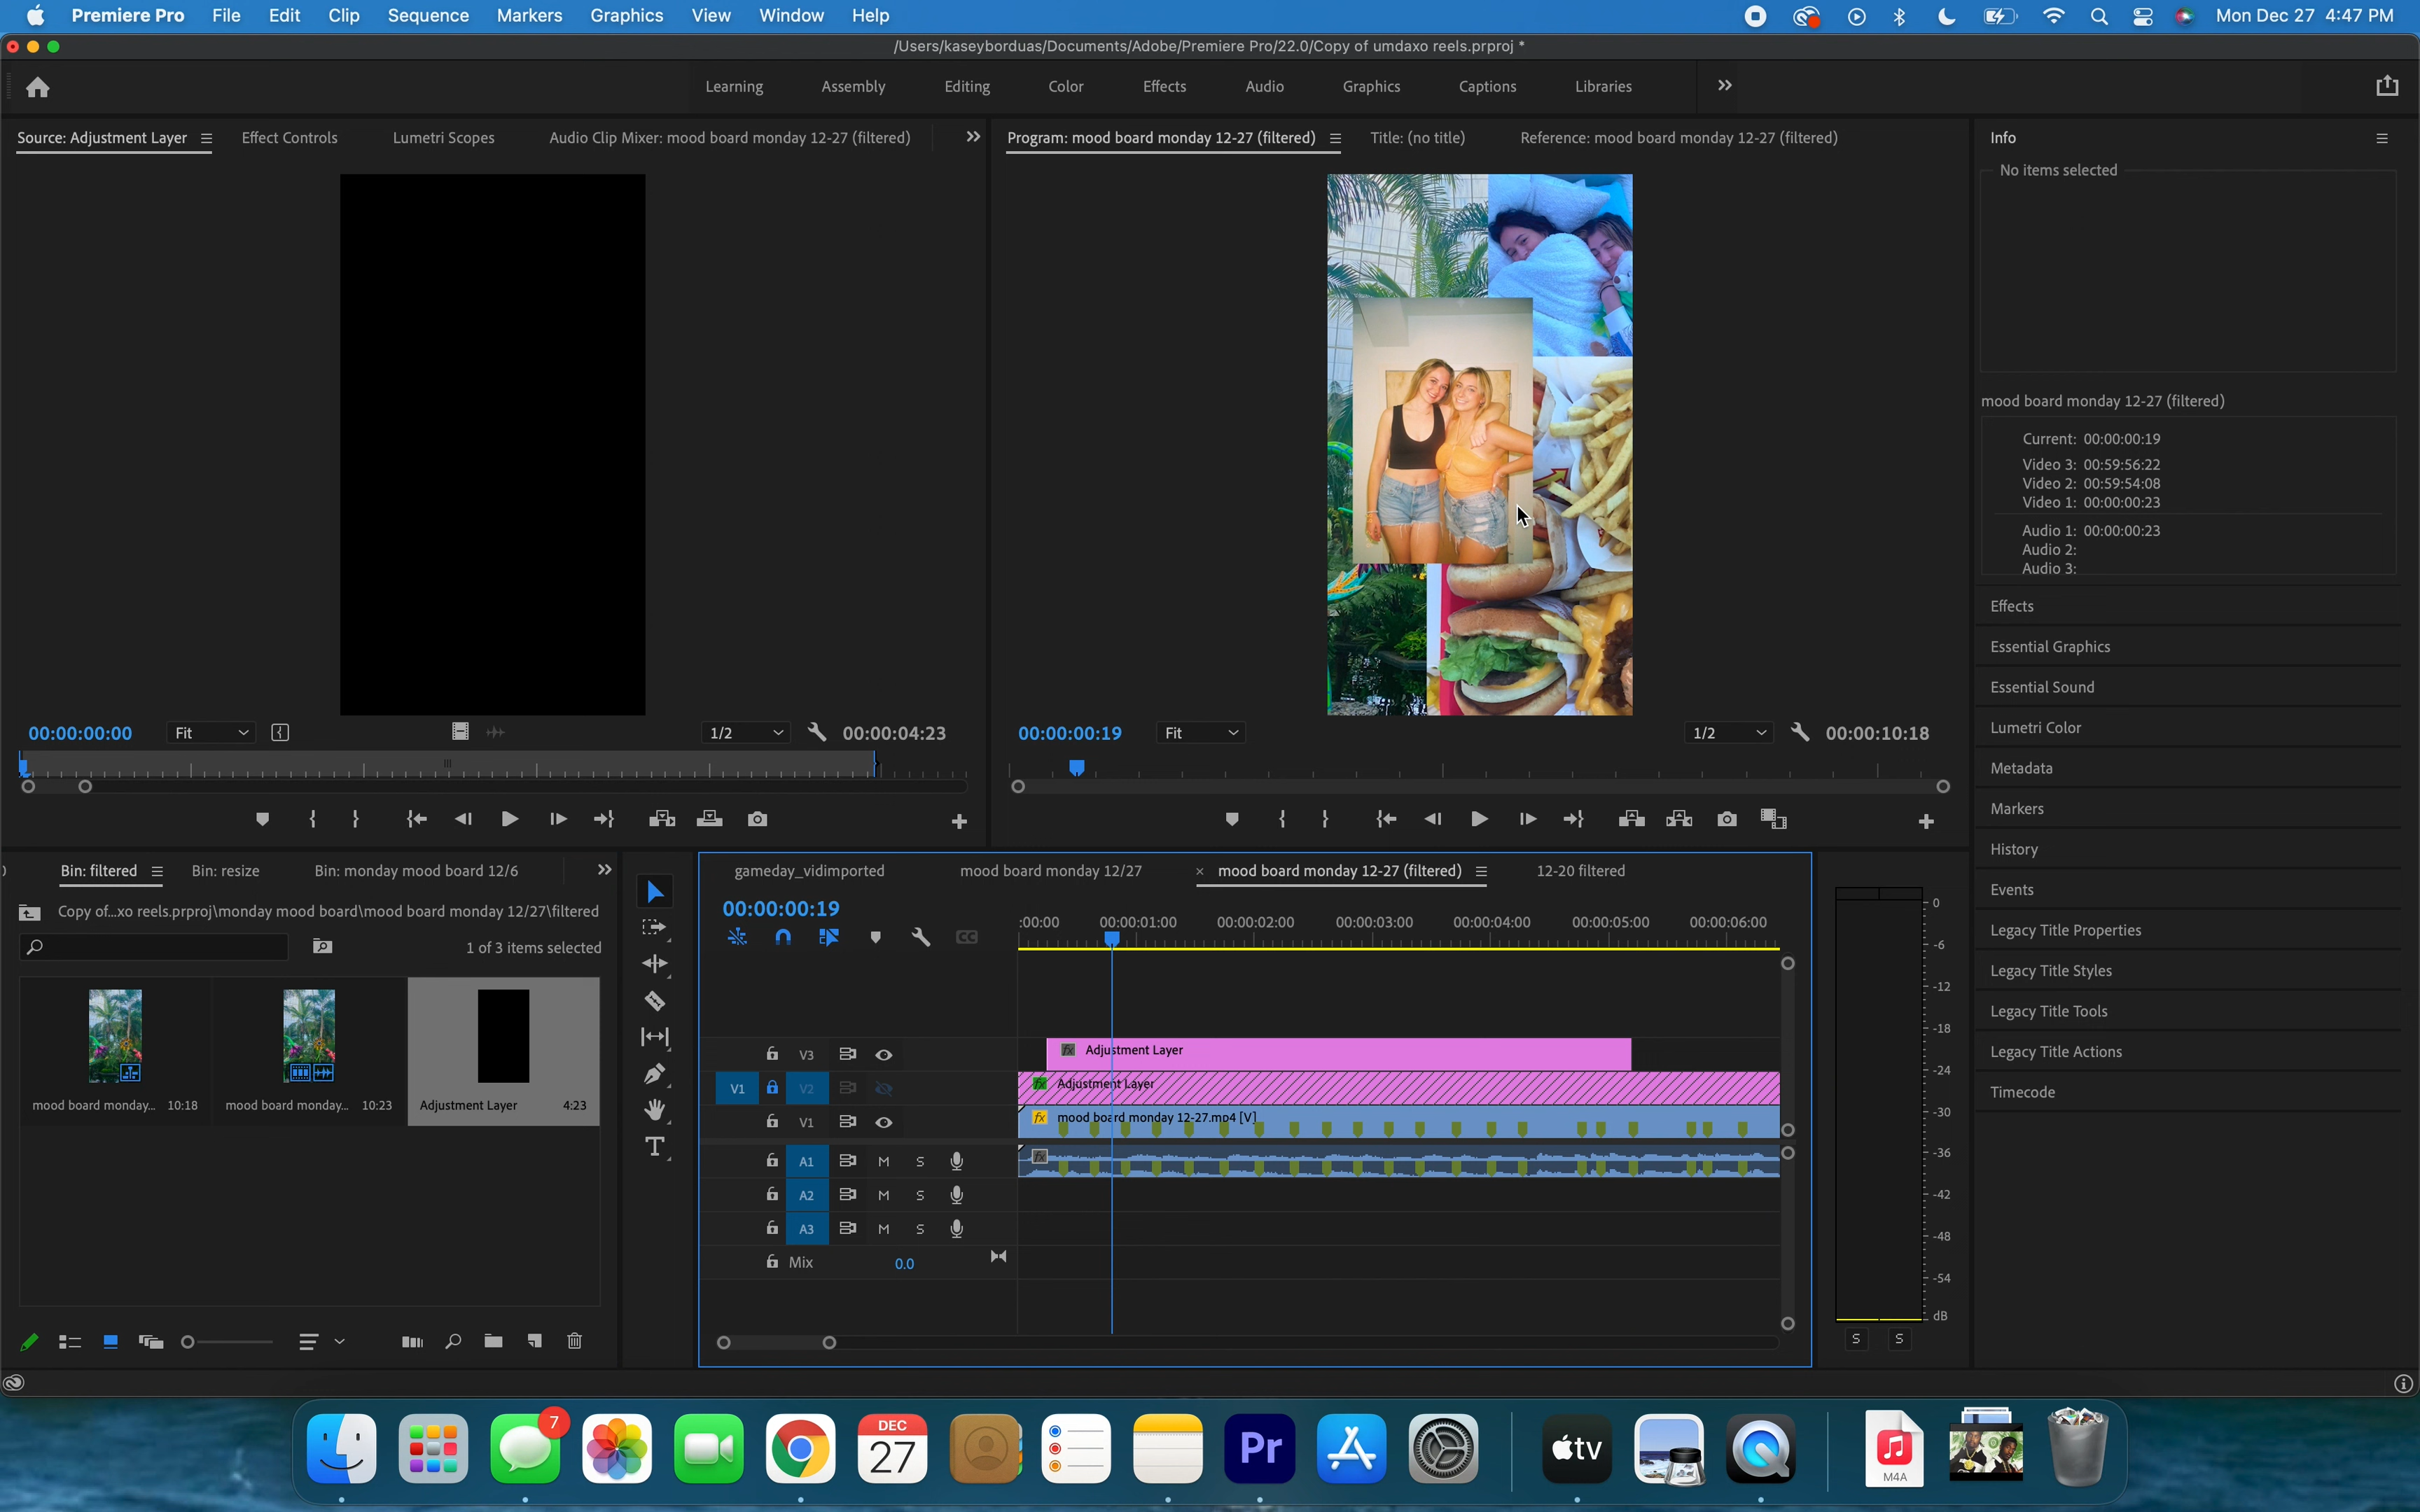 Premiere Pro File Edit Clip Sequence Markers Graphics View Window Help Mon Dec 27 4:47 PM
/Users/kaseyborduas/Documents/Adobe/Premiere Pro/22.0/Copy of umdaxo reels.prproj *
Learning Assembly Editing Color Effects Audio Graphics Captions Libraries
Source: Adjustment Layer Effect Controls Lumetri Scopes Audio Clip Mixer: mood board monday 12-27 (filtered)
Program: mood board monday 12-27 (filtered) Title: (no title) Reference: mood board monday 12-27 (filtered)
Info
No items selected
mood board monday 12-27 (filtered)
Current: 00:00:00:19
Video 3: 00:59:56:22
Video 2: 00:59:54:08
Video 1: 00:00:00:23
Audio 1: 00:00:00:23
Audio 2:
Audio 3:
Effects
Essential Graphics
Essential Sound
Lumetri Color
Metadata
Markers
History
Events
Legacy Title Properties
Legacy Title Styles
Legacy Title Tools
Legacy Title Actions
Timecode
00:00:00:00 Fit 1/2 00:00:04:23
00:00:00:19 Fit 1/2 00:00:10:18
Bin: filtered Bin: resize Bin: monday mood board 12/6
Copy of...xo reels.prproj\monday mood board\mood board monday 12/27\filtered
1 of 3 items selected
mood board monday... 10:18 mood board monday... 10:23 Adjustment Layer 4:23
gameday_vidimported mood board monday 12/27 × mood board monday 12-27 (filtered) 12-20 filtered
00:00:00:19
:00:00 00:00:01:00 00:00:02:00 00:00:03:00 00:00:04:00 00:00:05:00 00:00:06:00
V3 fx Adjustment Layer
V1 V2 fx Adjustment Layer
V1 fx mood board monday 12-27.mp4 [V]
A1 M S fx
A2 M S
A3 M S
Mix 0.0
0
-6
-12
-18
-24
-30
-36
-42
-48
-54
dB
S S
7
DEC
27
Pr
tv
M4A